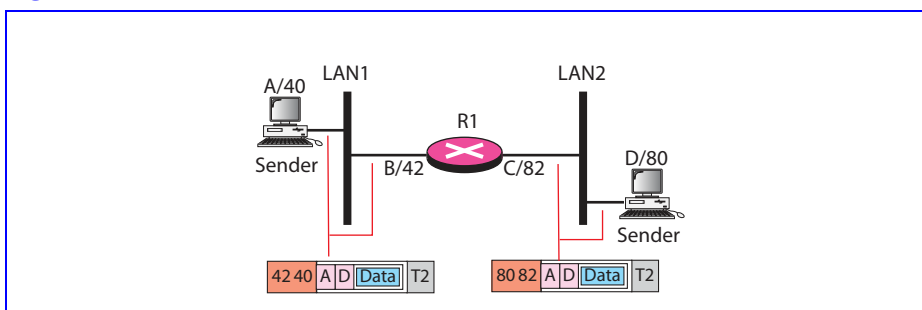 LAN1
LAN2
A/40
R1
D/80
Sender
B/42
C/82
Sender
42 40 A D Data T2
80 82 A D Data T2